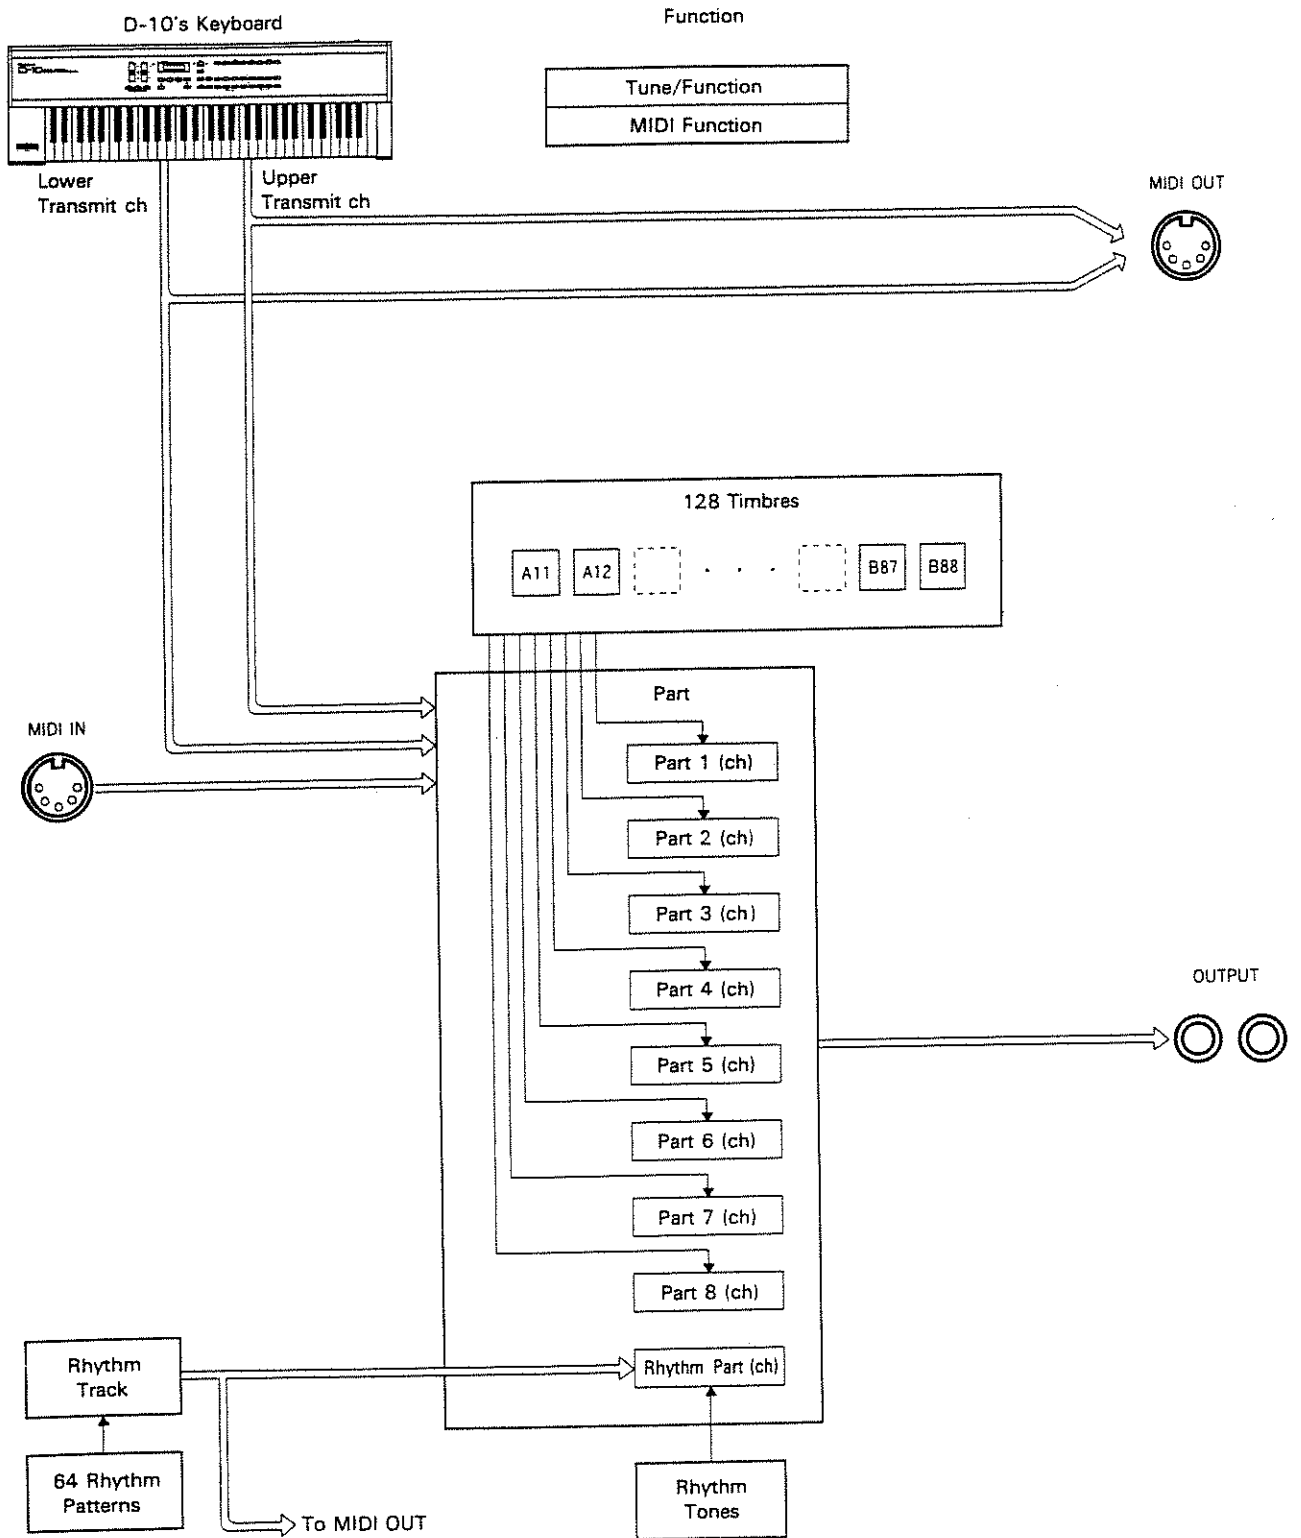 D-10's Keyboard
Function
D-10
Tune/Function
MIDI Function
Lower
Transmit ch
Upper
Transmit ch
MIDI OUT
128 Timbres
A11
A12
. . .
B87
B88
Part
MIDI IN
Part 1 (ch)
Part 2 (ch)
Part 3 (ch)
Part 4 (ch)
OUTPUT
Part 5 (ch)
Part 6 (ch)
Part 7 (ch)
Part 8 (ch)
Rhythm
Track
Rhythm Part (ch)
64 Rhythm
Patterns
Rhythm
Tones
To MIDI OUT